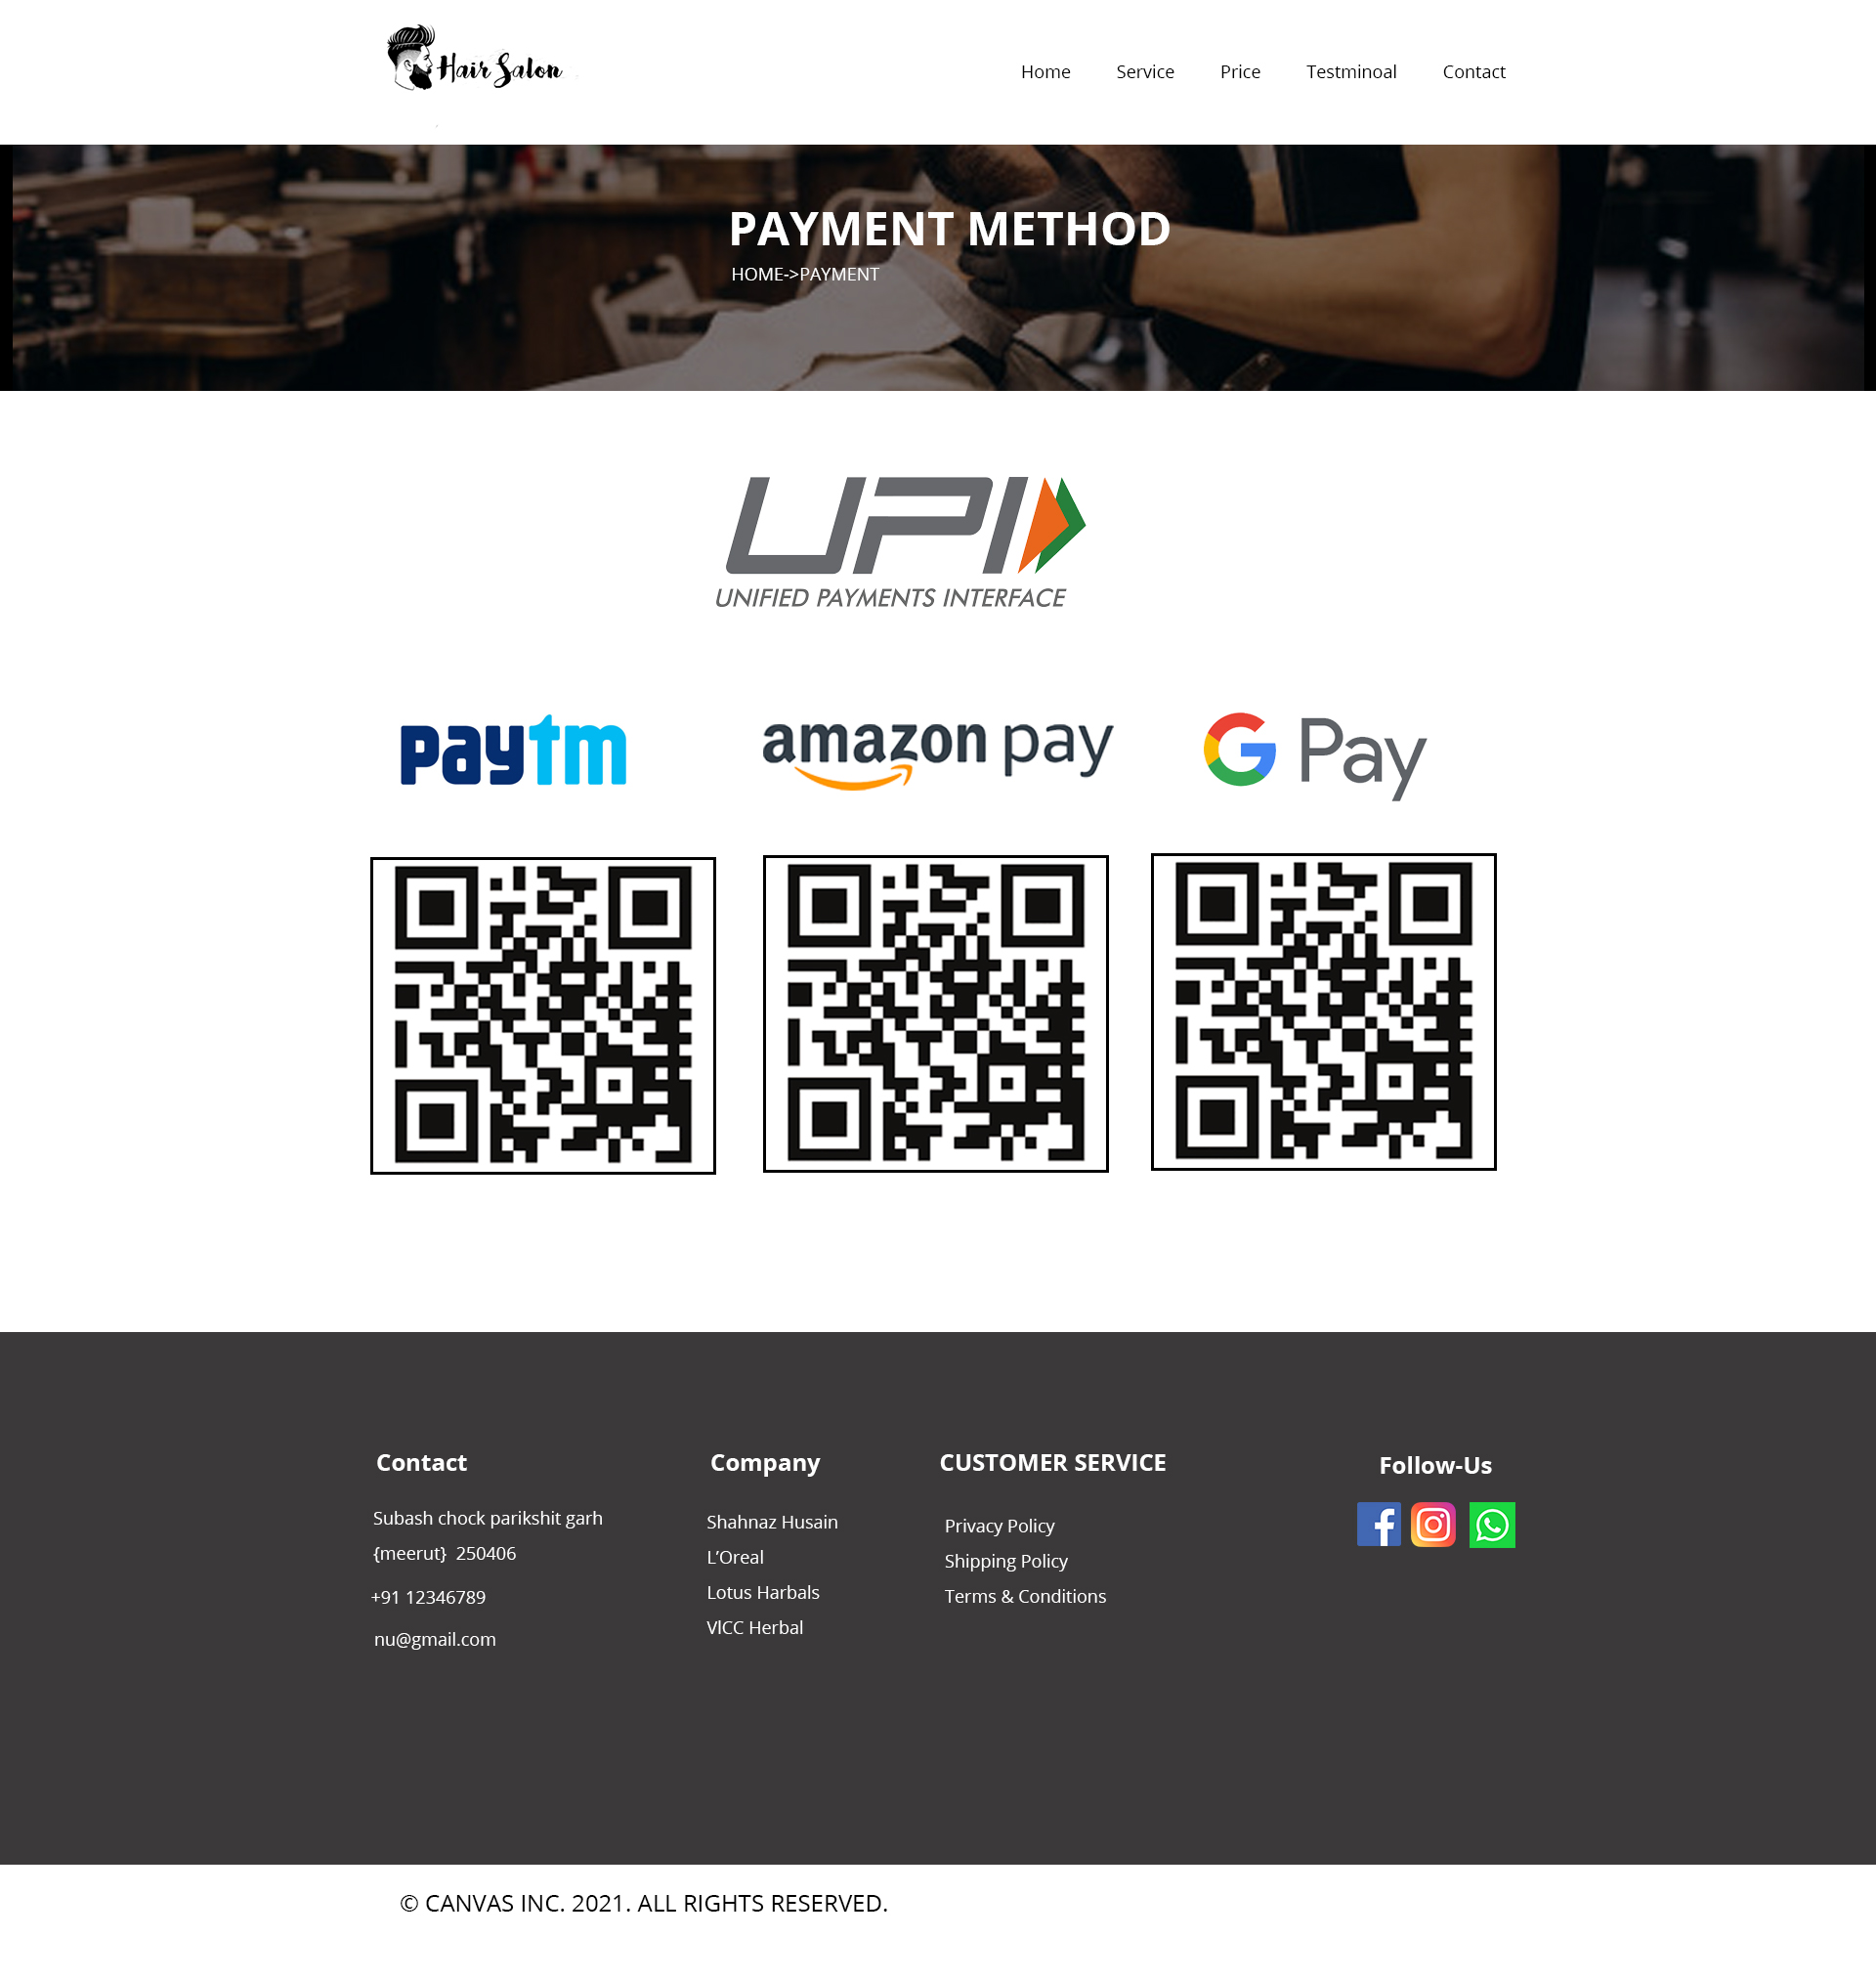 Hair Salon
Home Service Price Testminoal Contact
PAYMENT METHOD
HOME->PAYMENT
UPI
UNIFIED PAYMENTS INTERFACE
paytm
amazon pay
G Pay
Contact
Subash chock parikshit garh
{meerut} 250406
+91 12346789
nu@gmail.com
Company
Shahnaz Husain
L’Oreal
Lotus Harbals
VlCC Herbal
CUSTOMER SERVICE
Privacy Policy
Shipping Policy
Terms & Conditions
Follow-Us
© CANVAS INC. 2021. ALL RIGHTS RESERVED.